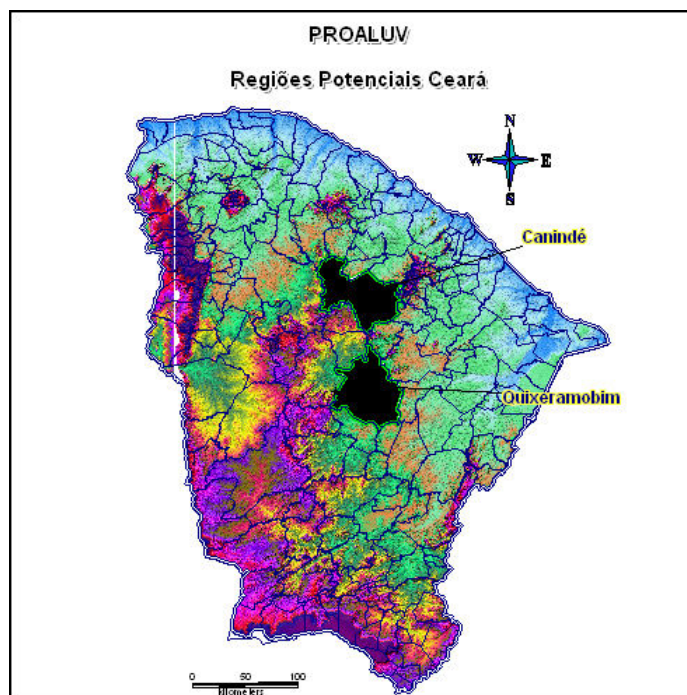 PROALUV
Regiões Potenciais Ceará
N
W E
S
Canindé
Quixeramobim
0 50 100
kilometers